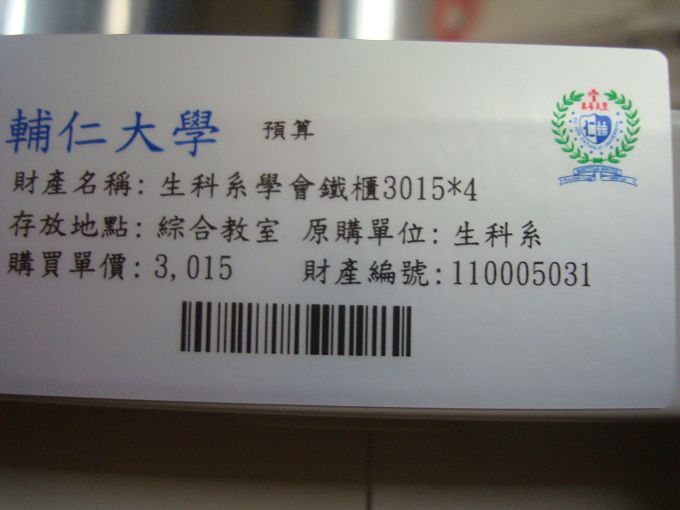 輔仁大學 預算
財產名稱: 生科系學會鐵櫃3015*4
存放地點: 綜合教室 原購單位: 生科系
購買單價: 3,015 財產編號: 110005031